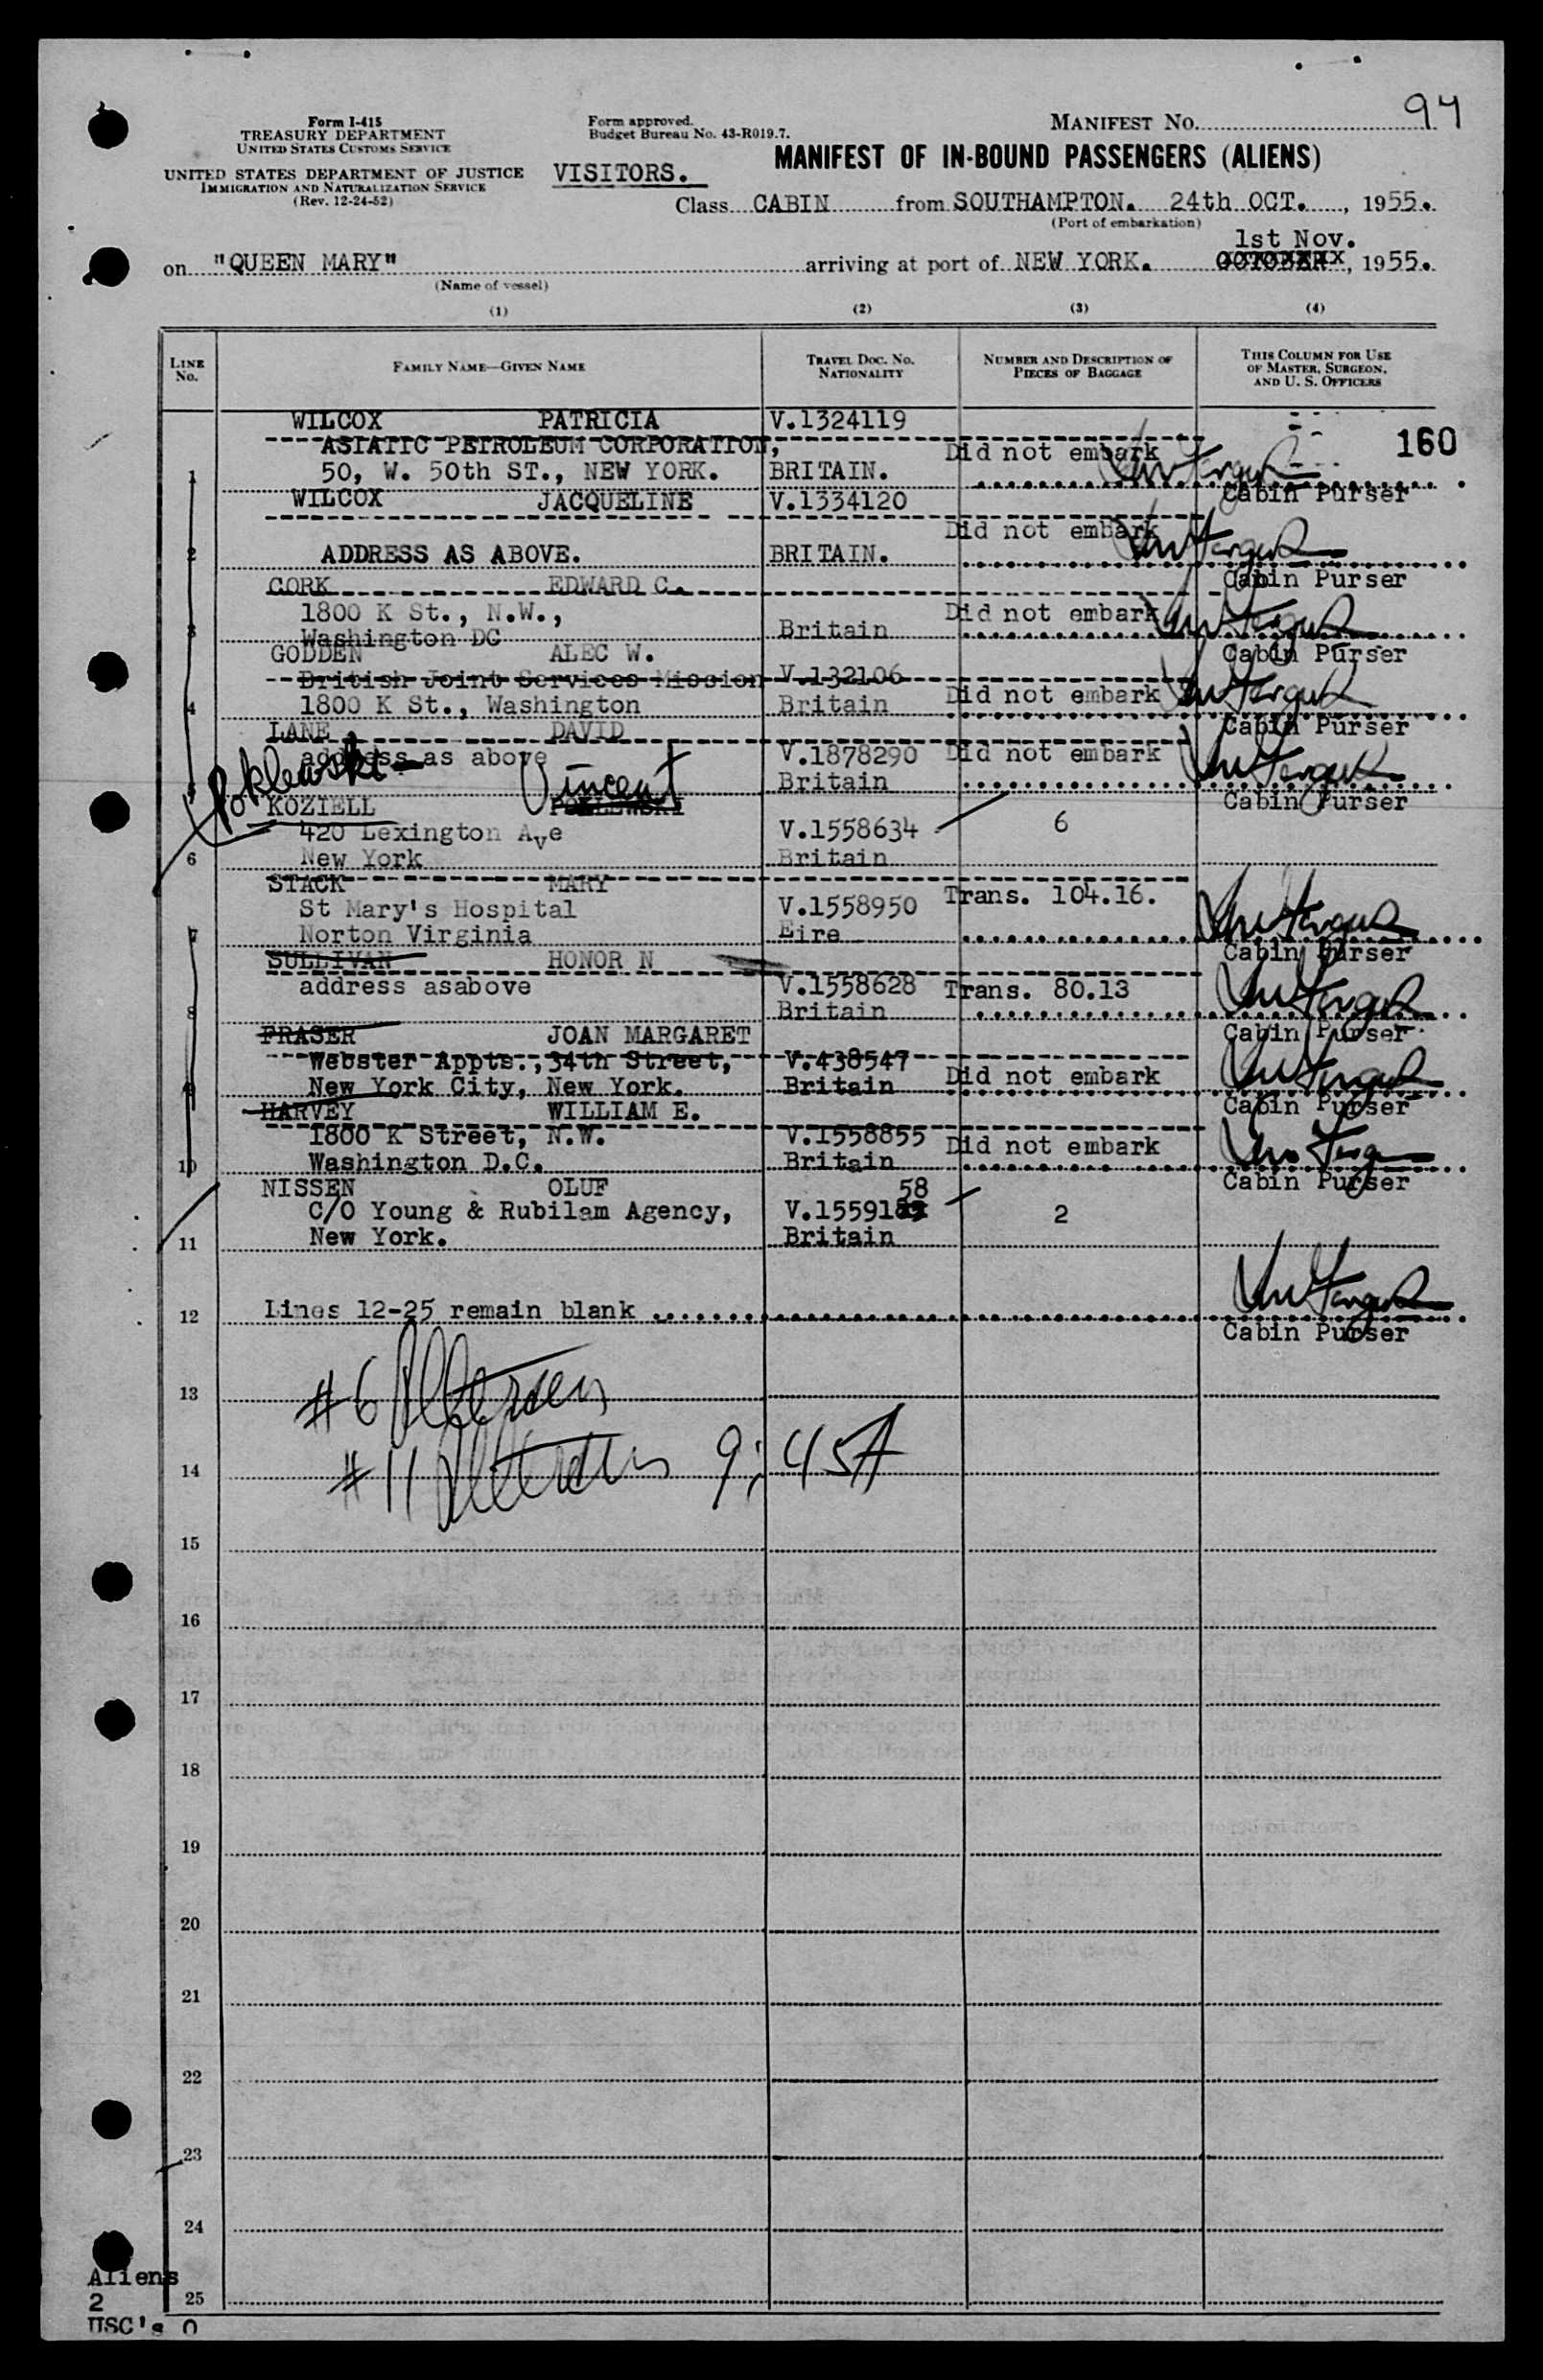 94
Form I-415
TREASURY DEPARTMENT
UNITED STATES CUSTOMS SERVICE
UNITED STATES DEPARTMENT OF JUSTICE
IMMIGRATION AND NATURALIZATION SERVICE
(Rev. 12-24-52)
Form approved.
Budget Bureau No. 43-R019.7.
MANIFEST NO.
VISITORS.
MANIFEST OF IN-BOUND PASSENGERS (ALIENS)
Class CABIN from SOUTHAMPTON. 24th OCT. , 1955.
(Port of embarkation)
1st Nov.
on "QUEEN MARY" arriving at port of NEW YORK. OCTOBER , 1955.
(Name of vessel)
(1) (2) (3) (4)
LINE No. FAMILY NAME—GIVEN NAME TRAVEL DOC. NO. NATIONALITY NUMBER AND DESCRIPTION OF PIECES OF BAGGAGE THIS COLUMN FOR USE OF MASTER, SURGEON, AND U. S. OFFICERS
WILCOX PATRICIA V.1324119
160
ASIATIC PETROLEUM CORPORATION, Did not embark
1 50, W. 50th ST., NEW YORK. BRITAIN.
Cabin Purser
WILCOX JACQUELINE V.1334120
Did not embark
2 ADDRESS AS ABOVE. BRITAIN.
Cabin Purser
CORK EDWARD C.
1800 K St., N.W., Did not embark
3 Washington DC Britain
Cabin Purser
GODDEN ALEC W.
British Joint Services Mission V.132106 Did not embark
4 1800 K St., Washington Britain
Cabin Purser
LANE DAVID
address as above V.1878290 Did not embark
5 Britain
Cabin Purser
Poklewski- Vincent
KOZIELL POKLEWSKI
420 Lexington Ave V.1558634 6
6 New York Britain
STACK MARY
St Mary's Hospital V.1558950 Trans. 104.16.
7 Norton Virginia Eire
Cabin Purser
SULLIVAN HONOR N
address asabove V.1558628 Trans. 80.13
8 Britain
Cabin Purser
FRASER JOAN MARGARET
Webster Appts., 34th Street, V.438547 Did not embark
9 New York City, New York. Britain
Cabin Purser
HARVEY WILLIAM E.
1800 K Street, N.W. V.1558855 Did not embark
10 Washington D.C. Britain
Cabin Purser
NISSEN OLUF 58
C/O Young & Rubilam Agency, V.15591 2
11 New York. Britain
12 Lines 12-25 remain blank
Cabin Purser
13 #6
14 #11 9:45A
15
16
17
18
19
20
21
22
23
24
25
Aliens
2
USC's 0